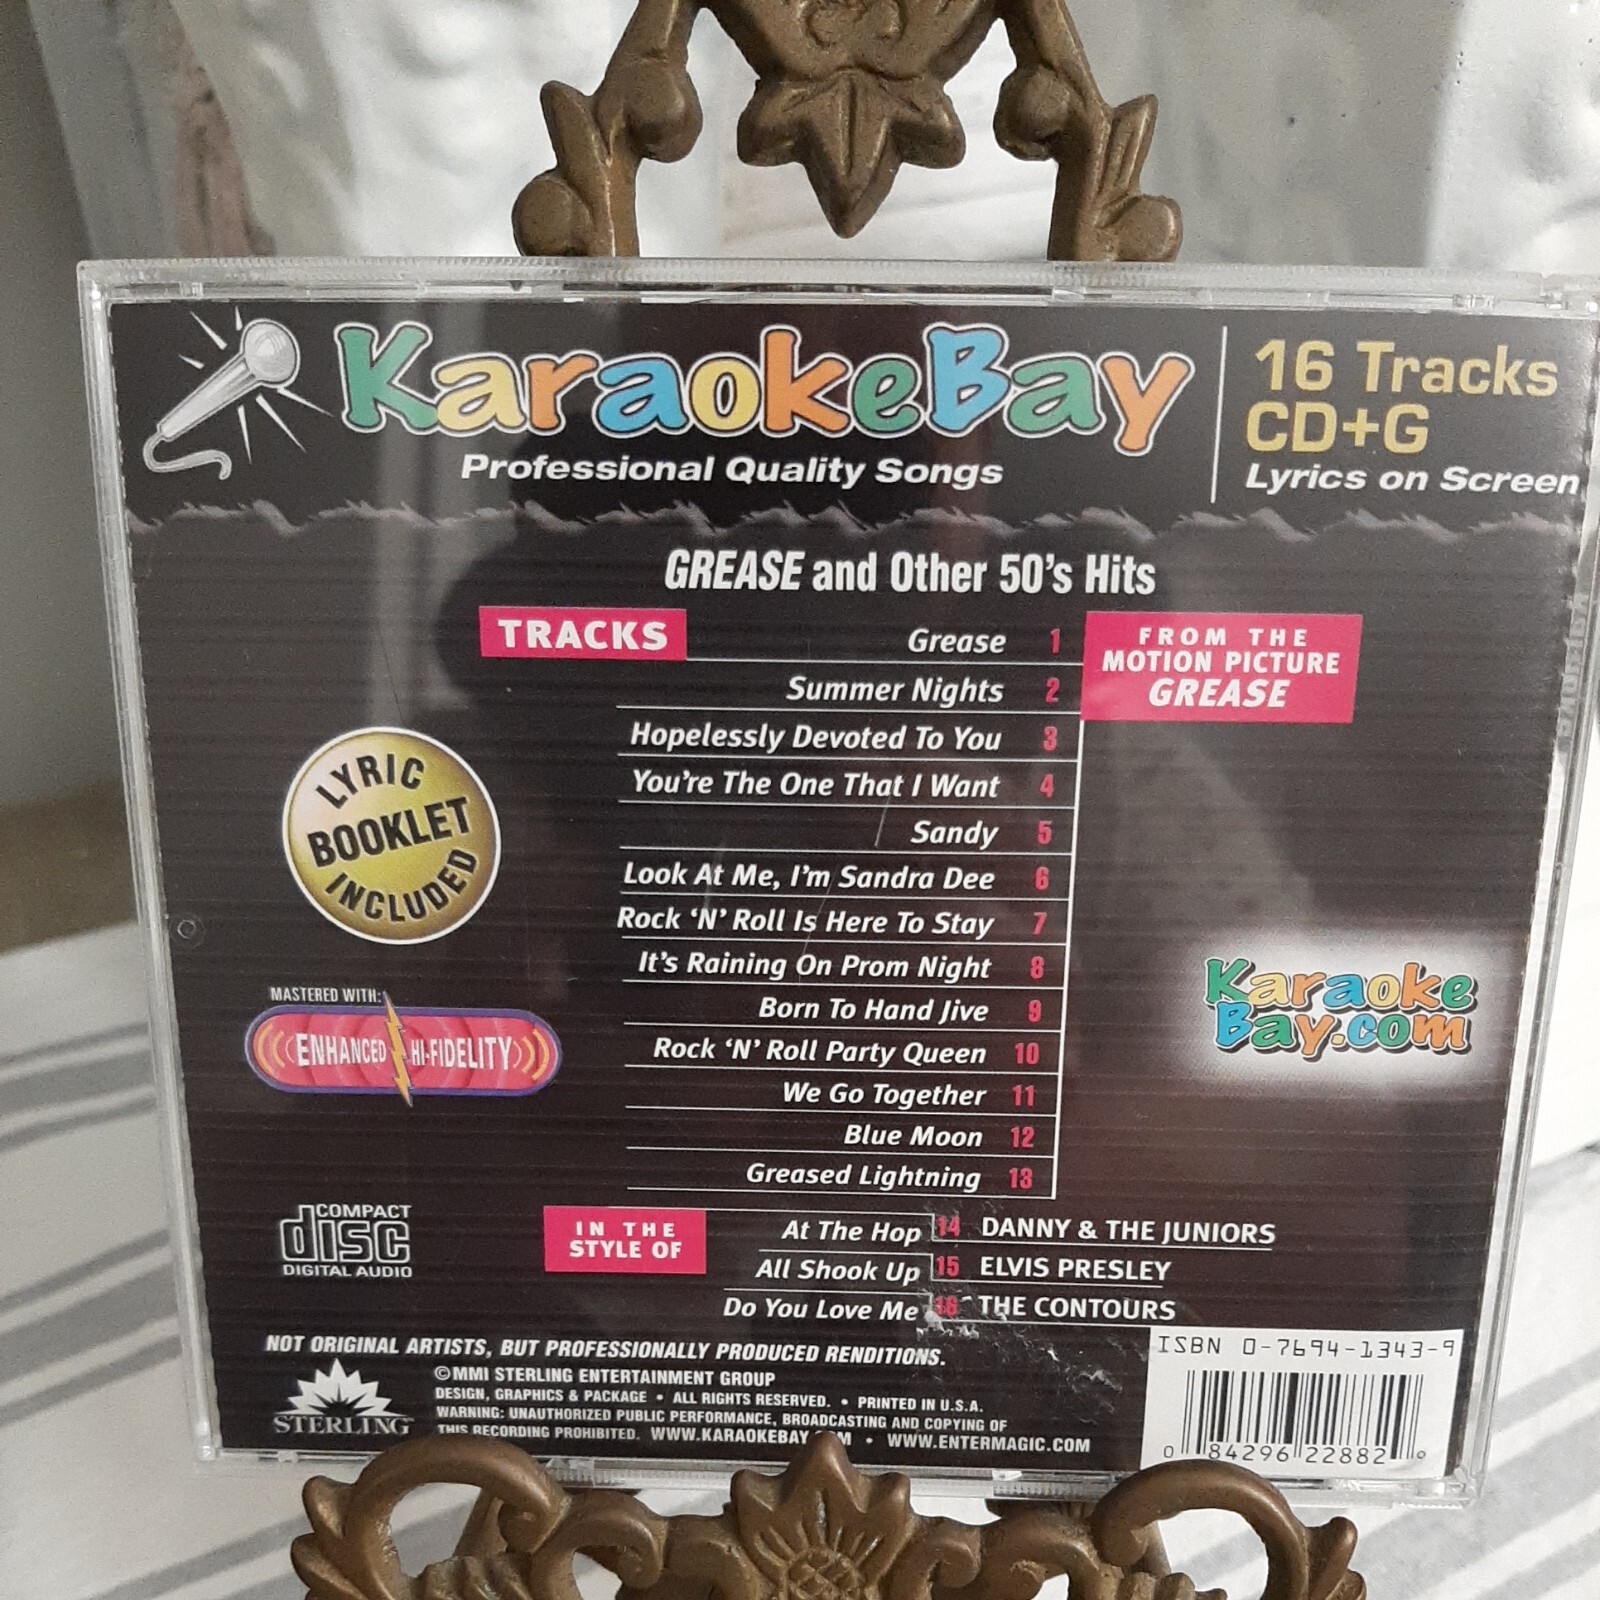 KaraokeBay
Professional Quality Songs
16 Tracks
CD+G
Lyrics on Screen
GREASE and Other 50's Hits
TRACKS
FROM THE
MOTION PICTURE
GREASE
Grease 1
Summer Nights 2
Hopelessly Devoted To You 3
You're The One That I Want 4
Sandy 5
Look At Me, I'm Sandra Dee 6
Rock 'N' Roll Is Here To Stay 7
It's Raining On Prom Night 8
Born To Hand Jive 9
Rock 'N' Roll Party Queen 10
We Go Together 11
Blue Moon 12
Greased Lightning 13
LYRIC
BOOKLET
INCLUDED
MASTERED WITH:
ENHANCED HI-FIDELITY
Karaoke
Bay.com
COMPACT
disc
DIGITAL AUDIO
IN THE
STYLE OF
At The Hop 14 DANNY & THE JUNIORS
All Shook Up 15 ELVIS PRESLEY
Do You Love Me 16 THE CONTOURS
NOT ORIGINAL ARTISTS, BUT PROFESSIONALLY PRODUCED RENDITIONS.
©MMI STERLING ENTERTAINMENT GROUP
DESIGN, GRAPHICS & PACKAGE • ALL RIGHTS RESERVED. • PRINTED IN U.S.A.
WARNING: UNAUTHORIZED PUBLIC PERFORMANCE, BROADCASTING AND COPYING OF
THIS RECORDING PROHIBITED. WWW.KARAOKEBAY. M • WWW.ENTERMAGIC.COM
STERLING
ISBN 0-7694-1343-9
0 84296 22882 9